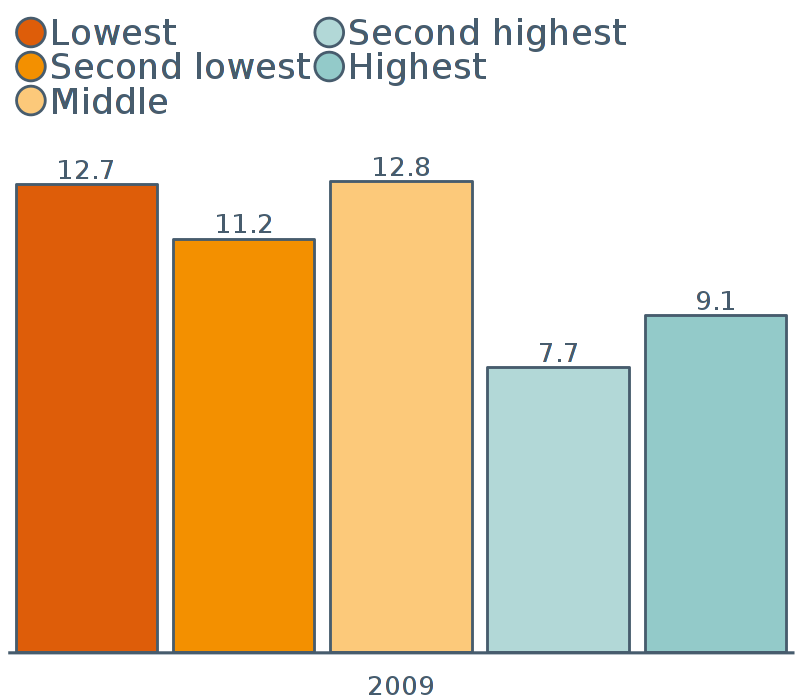 Lowest
Second lowest
Middle
Second highest
Highest
12.7
11.2
12.8
7.7
9.1
2009